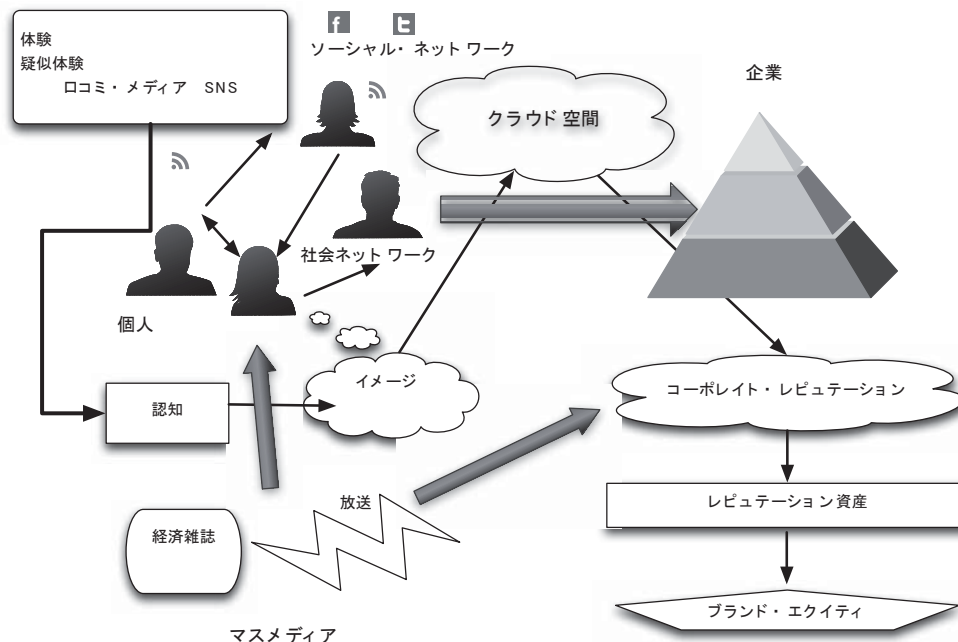 体験
疑似体験
口コミ・メディア SNS
f t
ソーシャル・ネットワーク
クラウド空間
企業
社会ネットワーク
個人
認知
イメージ
コーポレイト・レピュテーション
放送
経済雑誌
レピュテーション資産
ブランド・エクイティ
マスメディア